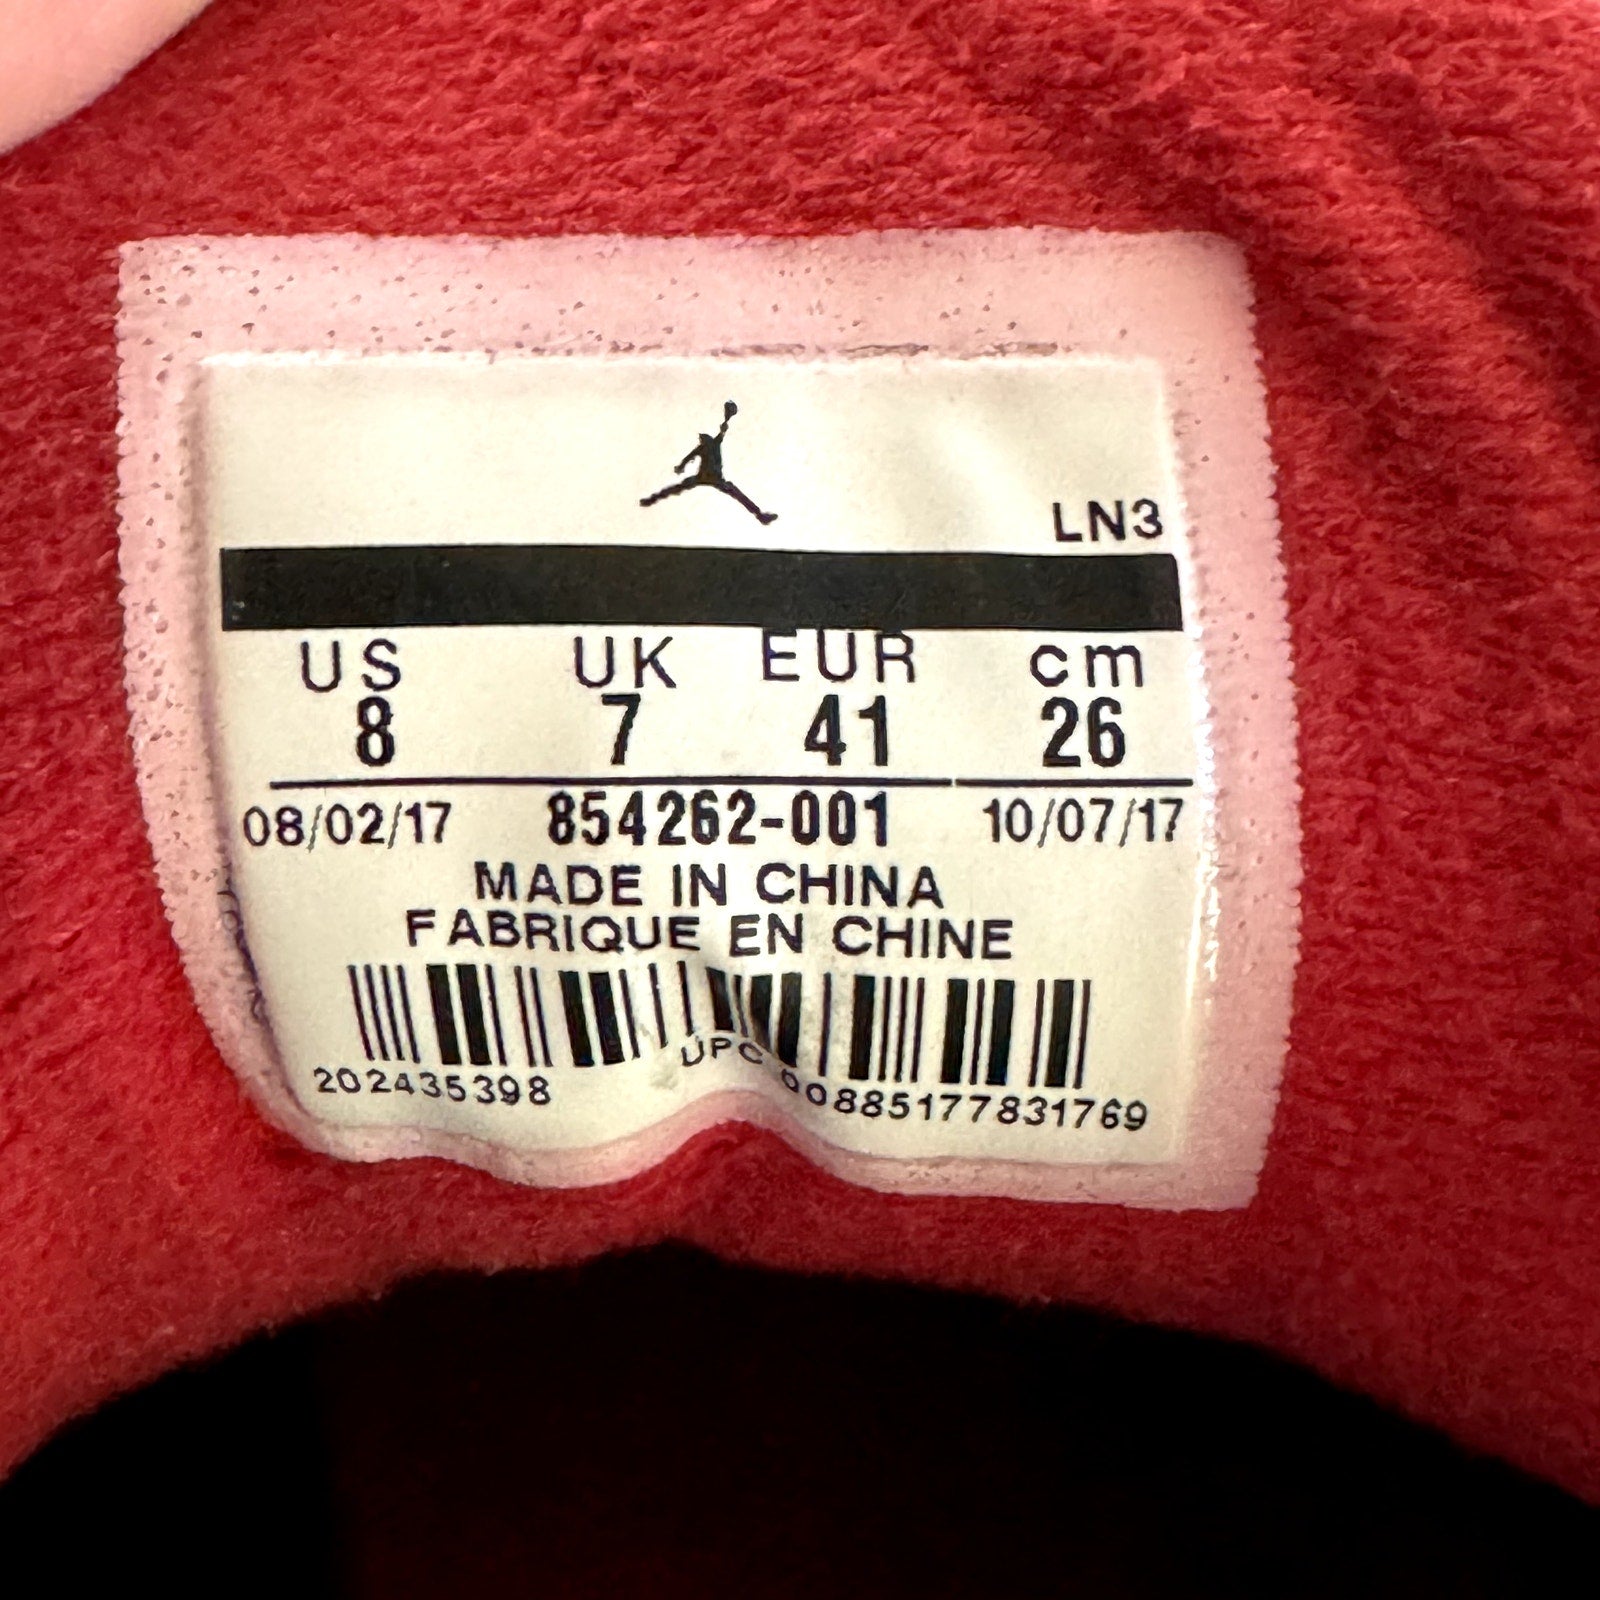 LN3
US UK EUR cm
8 7 41 26
08/02/17 854262-001 10/07/17
MADE IN CHINA
FABRIQUE EN CHINE
UPC
202435398 00885177831769